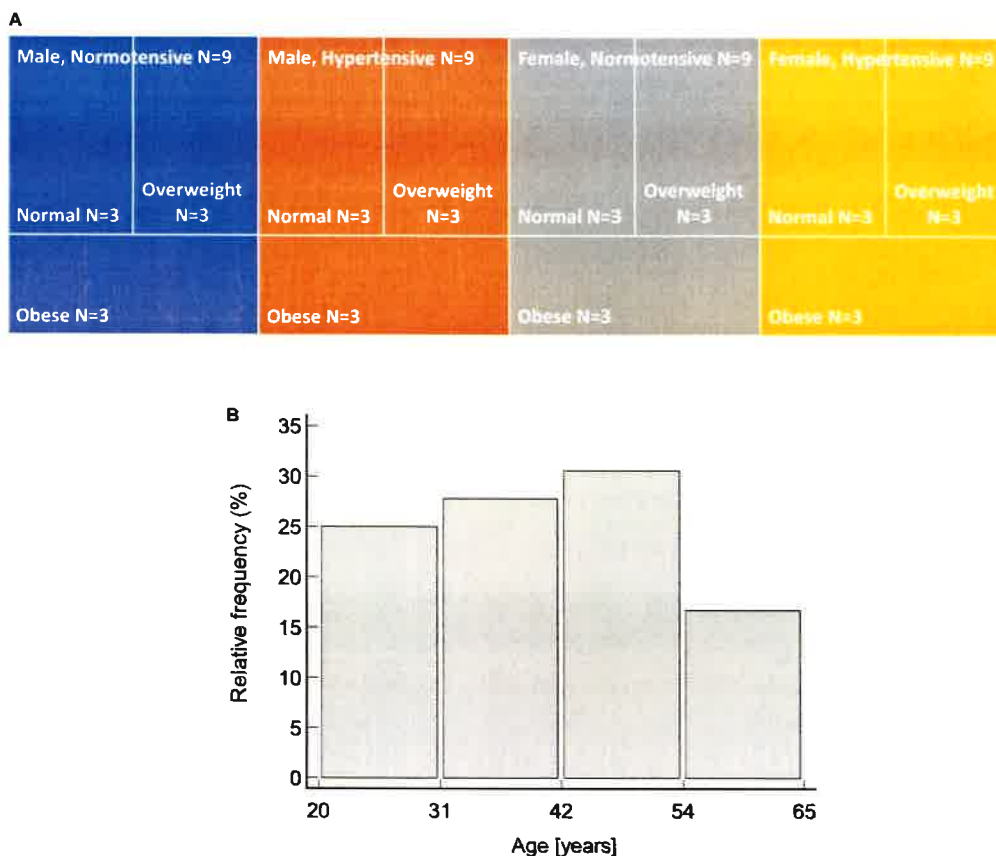 A
Male, Normotensive N=9
Male, Hypertensive N=9
Female, Normotensive N=9
Female, Hypertensive N=9
Normal N=3
Overweight
N=3
Normal N=3
Overweight
N=3
Normal N=3
Overweight
N=3
Normal N=3
Overweight
N=3
Obese N=3
Obese N=3
Obese N=3
Obese N=3
B
Relative frequency (%)
35
30
25
20
15
10
5
0
20 31 42 54 65
Age [years]